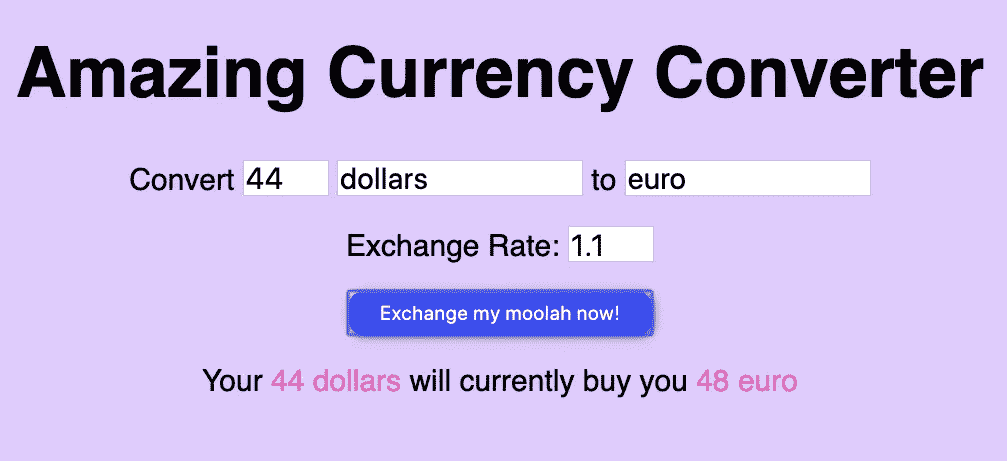 Amazing Currency Converter
Convert 44 dollars to euro
Exchange Rate: 1.1
Exchange my moolah now!
Your 44 dollars will currently buy you 48 euro